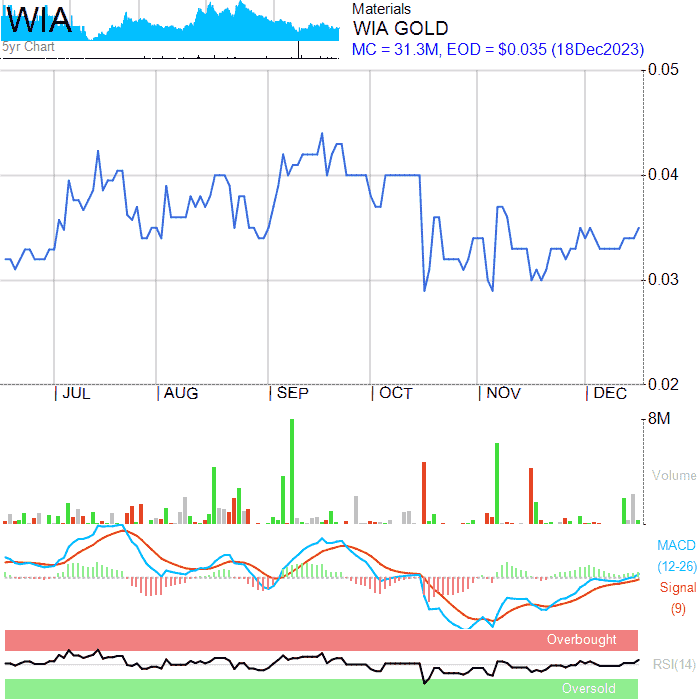 WIA
5yr Chart
Materials
WIA GOLD
MC = 31.3M, EOD = $0.035 (18Dec2023)
0.05
0.04
0.03
0.02
JUL AUG SEP OCT NOV DEC
8M
Volume
MACD
(12-26)
Signal
(9)
Overbought
RSI(14)
Oversold